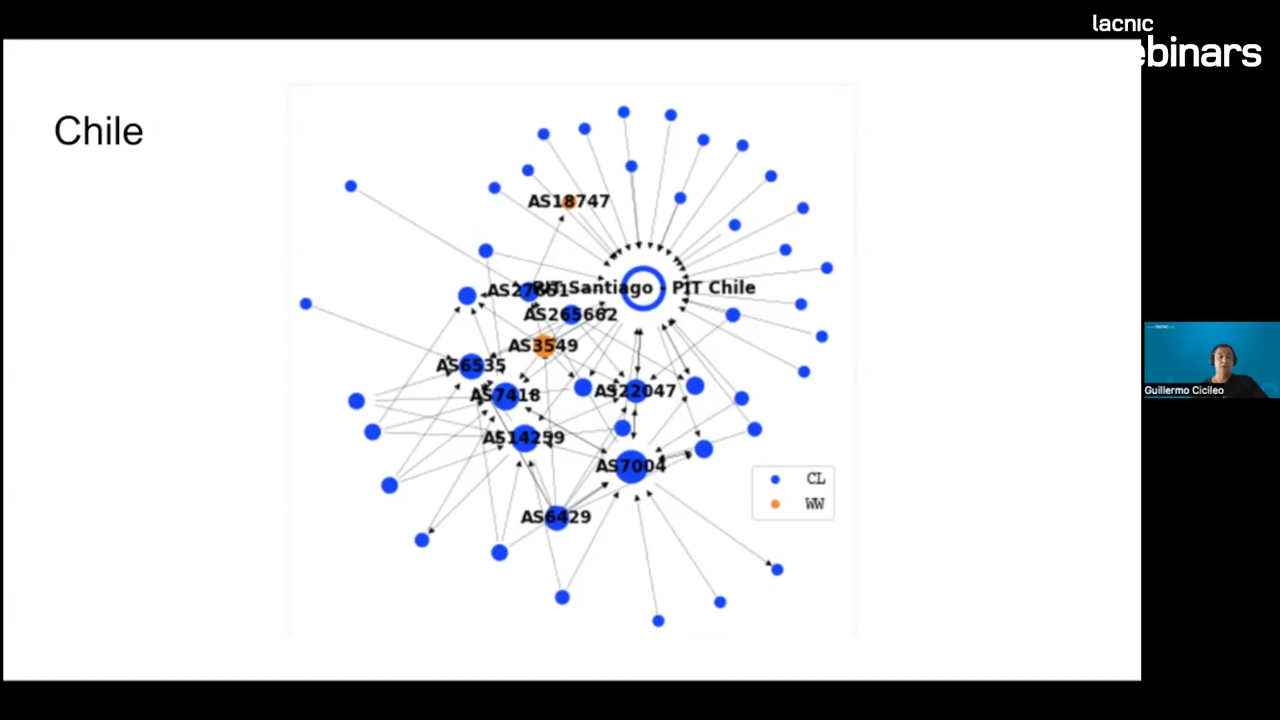 lacnic
ebinars
Chile
AS18747
PIT Santiago - PIT Chile
AS265662
AS3549
AS6535
AS7418
AS22047
AS14259
AS7004
AS6429
CL
WW
Guillermo Cicileo